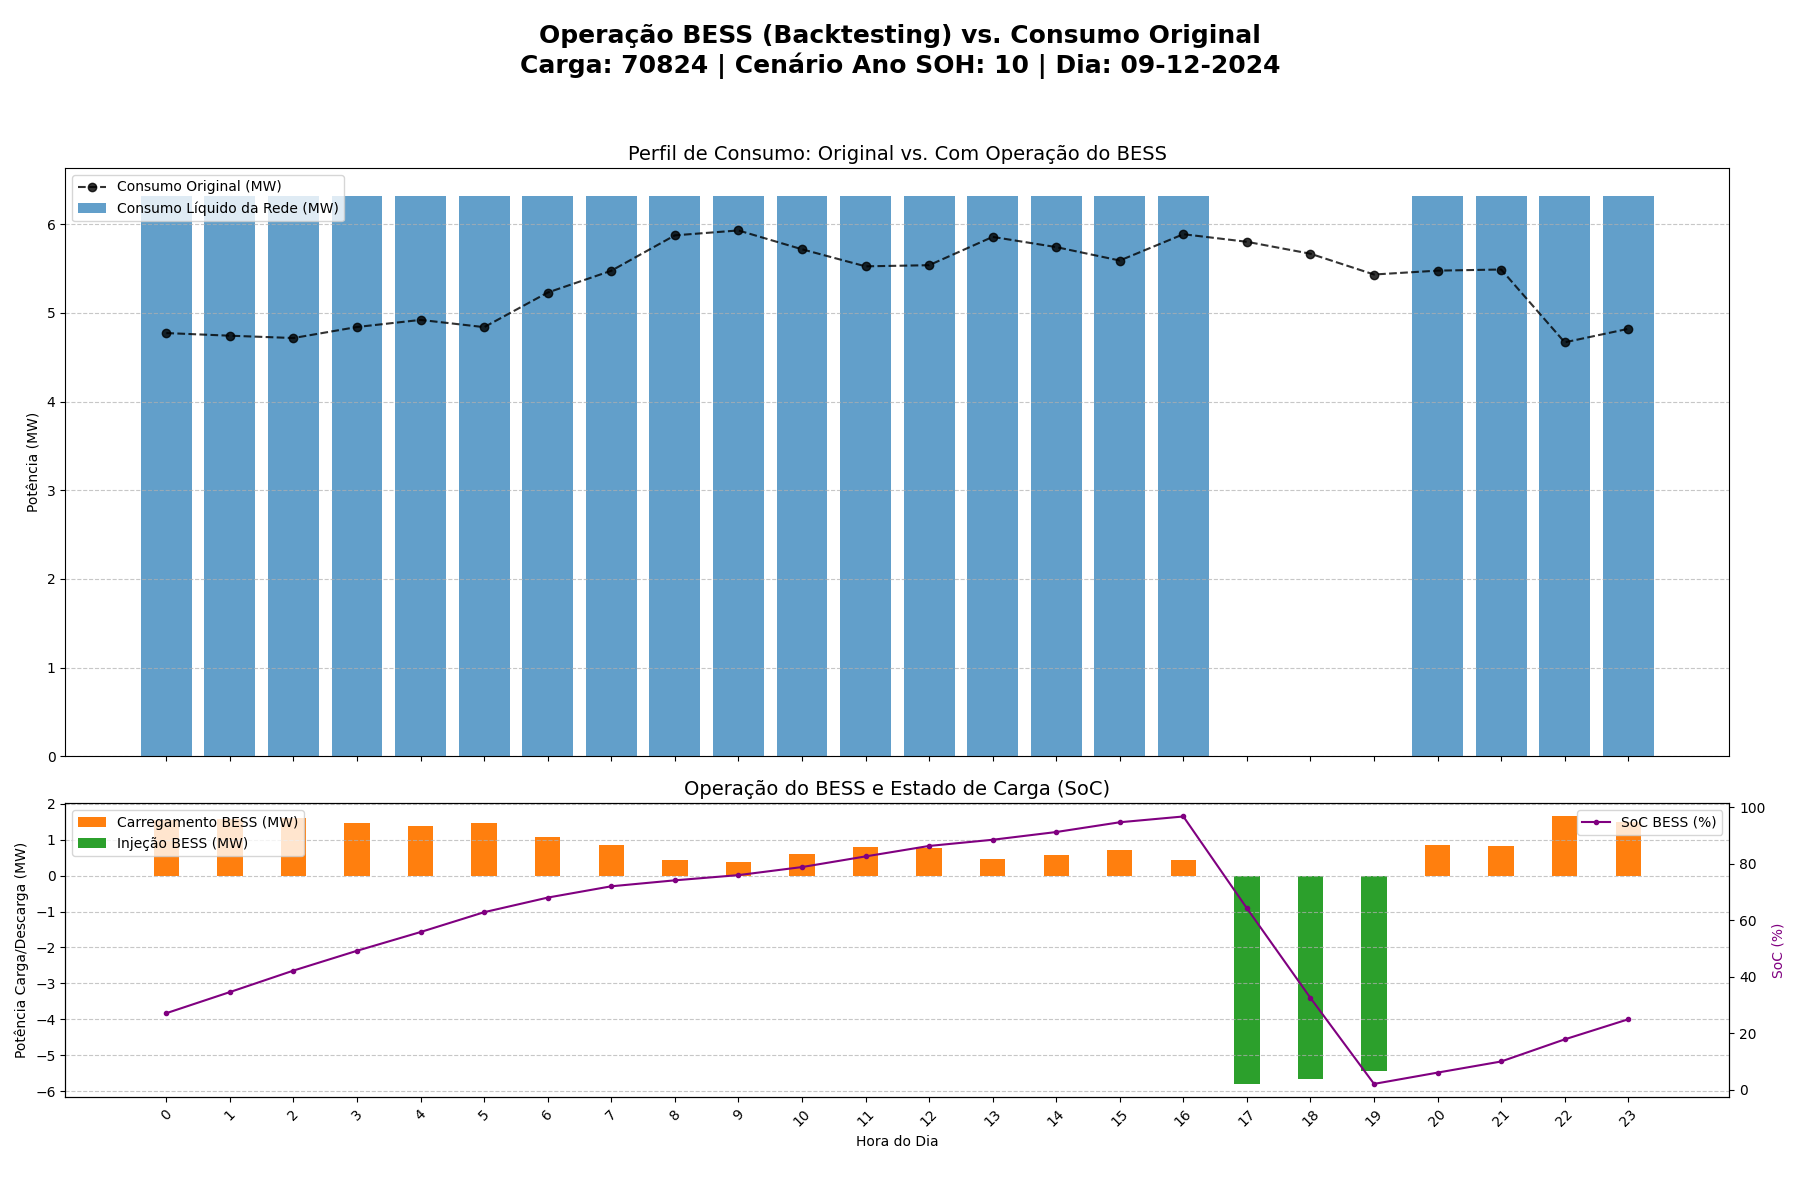 Operação BESS (Backtesting) vs. Consumo Original
Carga: 70824 | Cenário Ano SOH: 10 | Dia: 09-12-2024
Perfil de Consumo: Original vs. Com Operação do BESS
Consumo Original (MW)
Consumo Líquido da Rede (MW)
Potência (MW)
6
5
4
3
2
1
0
Operação do BESS e Estado de Carga (SoC)
Carregamento BESS (MW)
Injeção BESS (MW)
SoC BESS (%)
Potência Carga/Descarga (MW)
2
1
0
−1
−2
−3
−4
−5
−6
100
80
60
40
20
0
SoC (%)
0 1 2 3 4 5 6 7 8 9 10 11 12 13 14 15 16 17 18 19 20 21 22 23
Hora do Dia